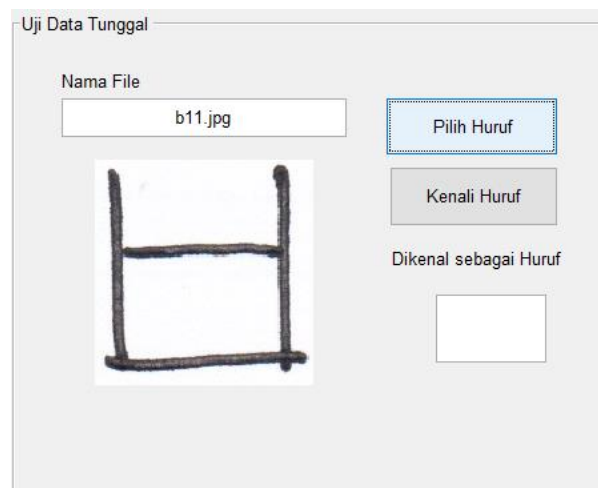 Uji Data Tunggal
Nama File
b11.jpg
Pilih Huruf
ㅂ
Kenali Huruf
Dikenal sebagai Huruf